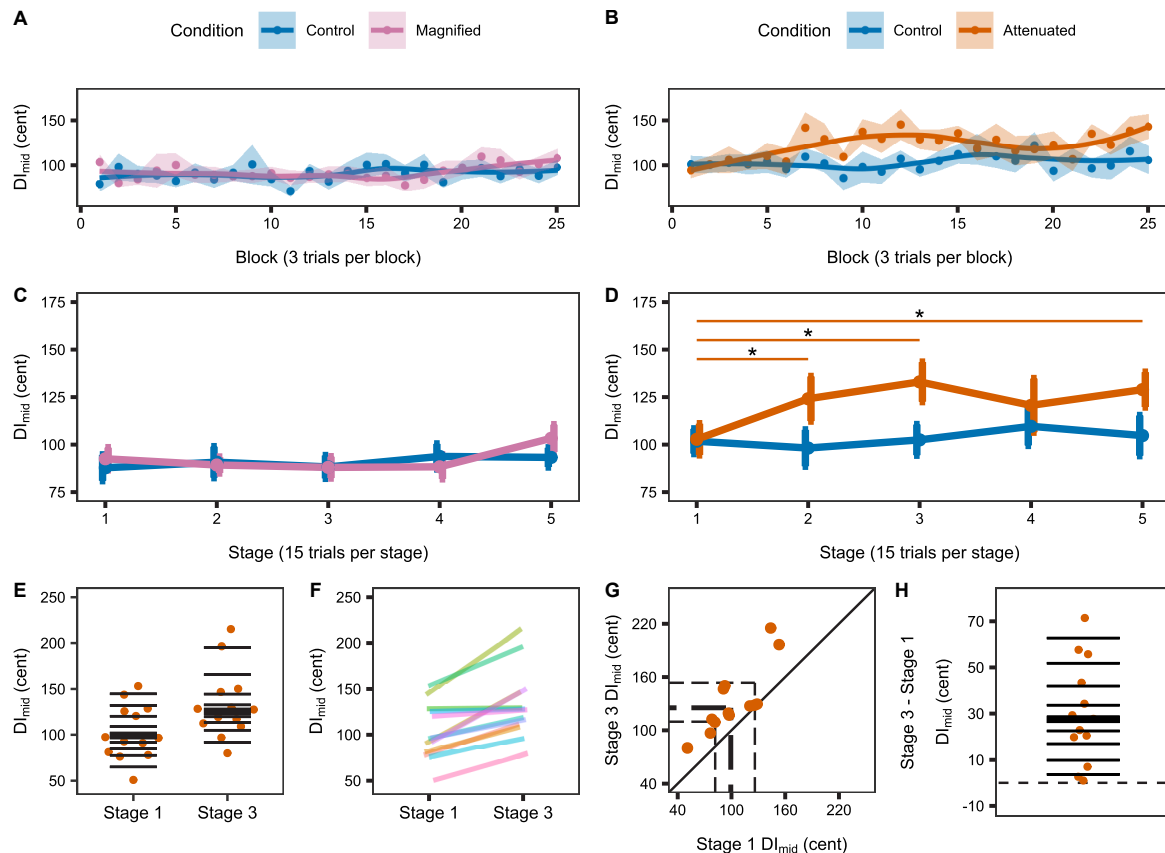 A
Condition
Control
Magnified
DImid (cent)
150
100
0
5
10
15
20
25
Block (3 trials per block)
B
Condition
Control
Attenuated
DImid (cent)
150
100
0
5
10
15
20
25
Block (3 trials per block)
C
DImid (cent)
175
150
125
100
75
1
2
3
4
5
Stage (15 trials per stage)
D
DImid (cent)
175
150
125
100
75
*
*
*
1
2
3
4
5
Stage (15 trials per stage)
E
DImid (cent)
250
200
150
100
50
Stage 1
Stage 3
F
DImid (cent)
250
200
150
100
50
Stage 1
Stage 3
G
Stage 3 DImid (cent)
220
160
100
40
40
100
160
220
Stage 1 DImid (cent)
H
Stage 3 - Stage 1
DImid (cent)
70
50
30
10
-10